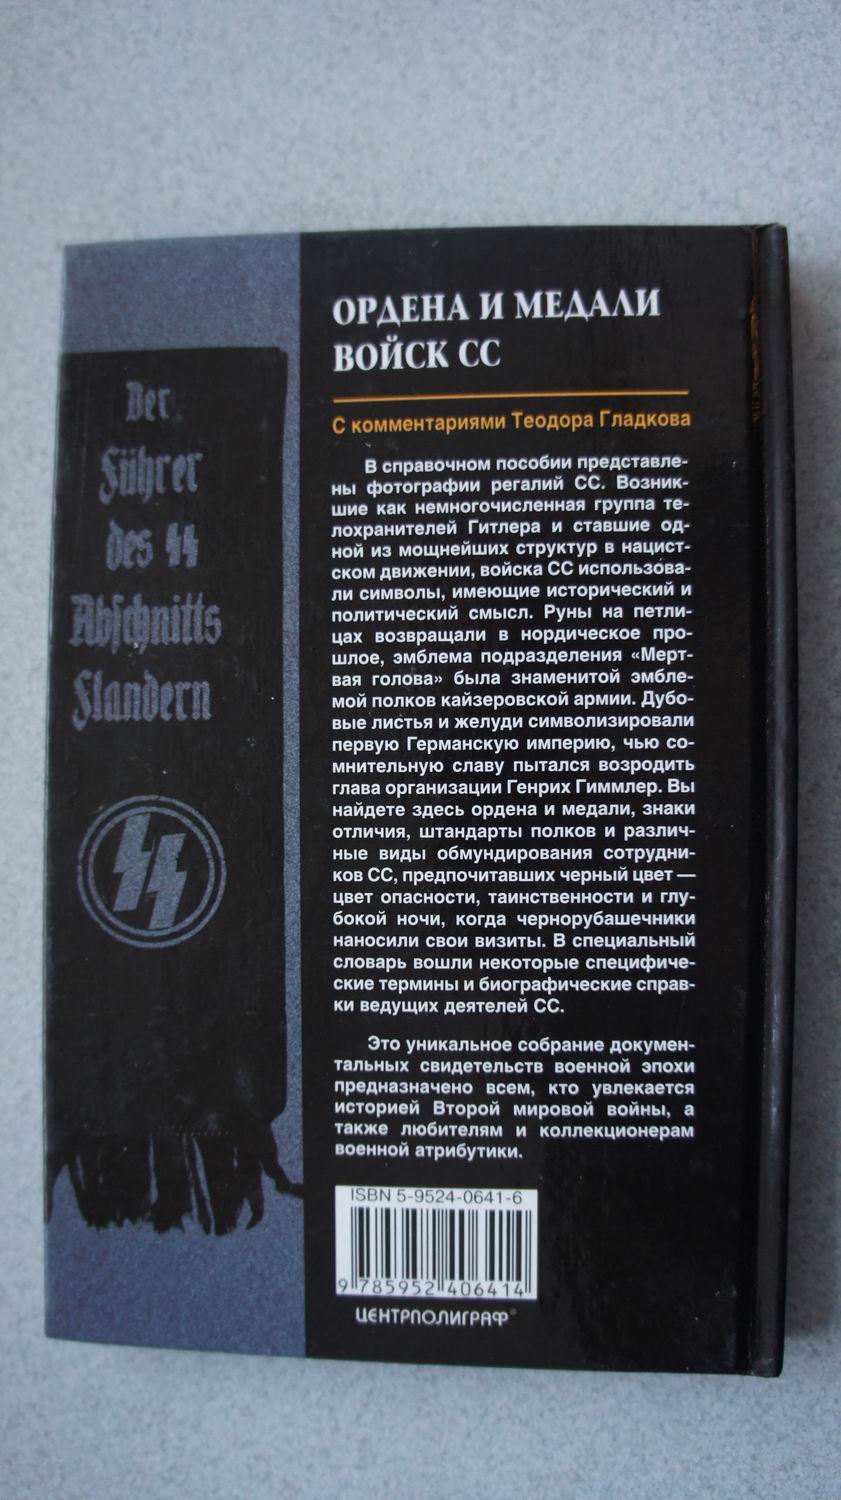 Der
Führer
des SS
Abschnitts
Flandern
SS
ОРДЕНА И МЕДАЛИ
ВОЙСК СС
С комментариями Теодора Гладкова
В справочном пособии представле-
ны фотографии регалий СС. Возник-
шие как немногочисленная группа те-
лохранителей Гитлера и ставшие од-
ной из мощнейших структур в нацист-
ском движении, войска СС использова-
ли символы, имеющие исторический и
политический смысл. Руны на петли-
цах возвращали в нордическое про-
шлое, эмблема подразделения «Мерт-
вая голова» была знаменитой эмбле-
мой полков кайзеровской армии. Дубо-
вые листья и желуди символизировали
первую Германскую империю, чью со-
мнительную славу пытался возродить
глава организации Генрих Гиммлер. Вы
найдете здесь ордена и медали, знаки
отличия, штандарты полков и различ-
ные виды обмундирования сотрудни-
ков СС, предпочитавших черный цвет —
цвет опасности, таинственности и глу-
бокой ночи, когда чернорубашечники
наносили свои визиты. В специальный
словарь вошли некоторые специфиче-
ские термины и биографические справ-
ки ведущих деятелей СС.
Это уникальное собрание докумен-
тальных свидетельств военной эпохи
предназначено всем, кто увлекается
историей Второй мировой войны, а
также любителям и коллекционерам
военной атрибутики.
ISBN 5-9524-0641-6
9 785952 406414
ЦЕНТРПОЛИГРАФ®